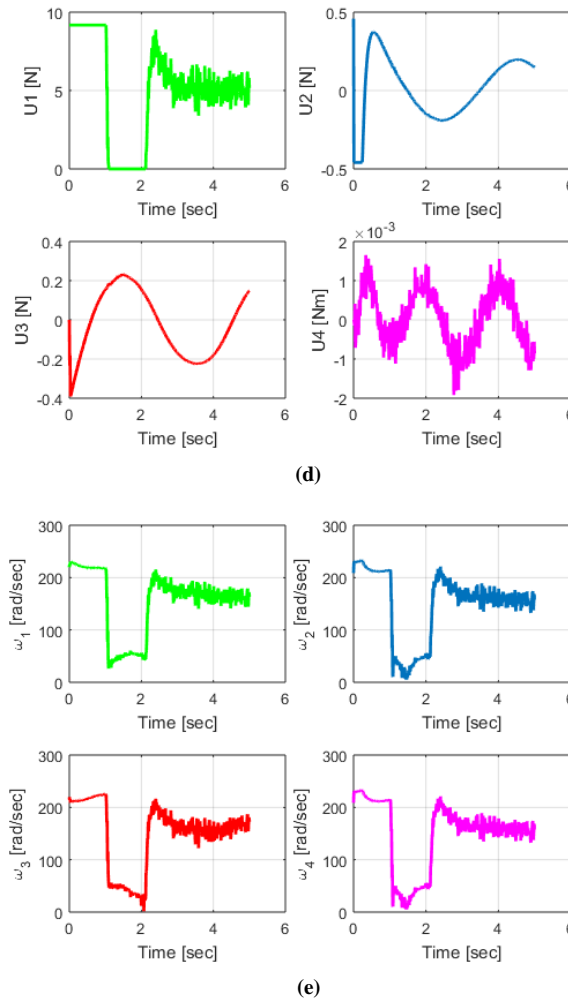 10
5
0
U1 [N]
0 2 4 6
Time [sec]
0.5
0
-0.5
U2 [N]
0 2 4 6
Time [sec]
0.4
0.2
0
-0.2
-0.4
U3 [N]
0 2 4 6
Time [sec]
× 10⁻³
2
1
0
-1
-2
U4 [Nm]
0 2 4 6
Time [sec]
(d)
300
200
100
0
ω₁ [rad/sec]
0 2 4 6
Time [sec]
300
200
100
0
ω₂ [rad/sec]
0 2 4 6
Time [sec]
300
200
100
0
ω₃ [rad/sec]
0 2 4 6
Time [sec]
300
200
100
0
ω₄ [rad/sec]
0 2 4 6
Time [sec]
(e)